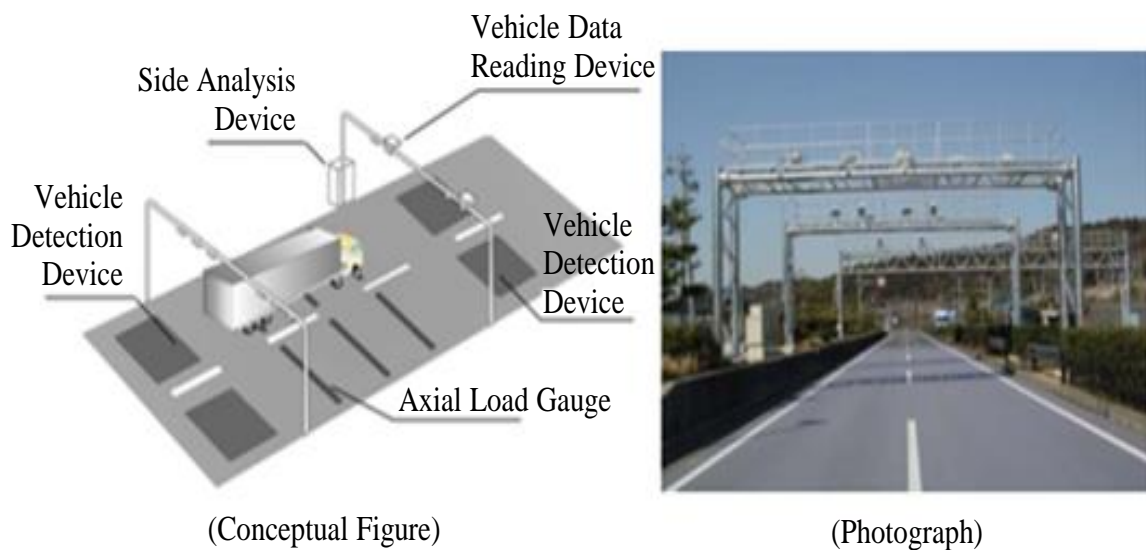 Vehicle Data
Reading Device
Side Analysis
Device
Vehicle
Detection
Device
Vehicle
Detection
Device
Axial Load Gauge
(Conceptual Figure)
(Photograph)